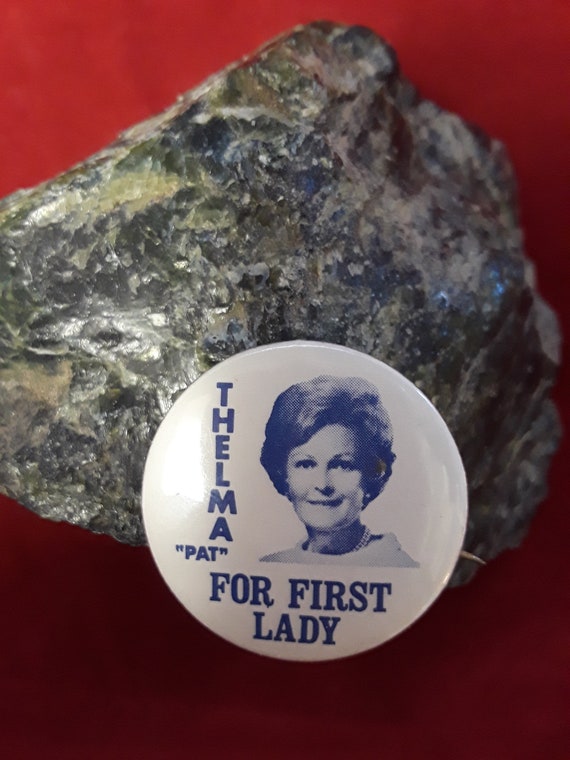 THELMA
"PAT"
FOR FIRST
LADY